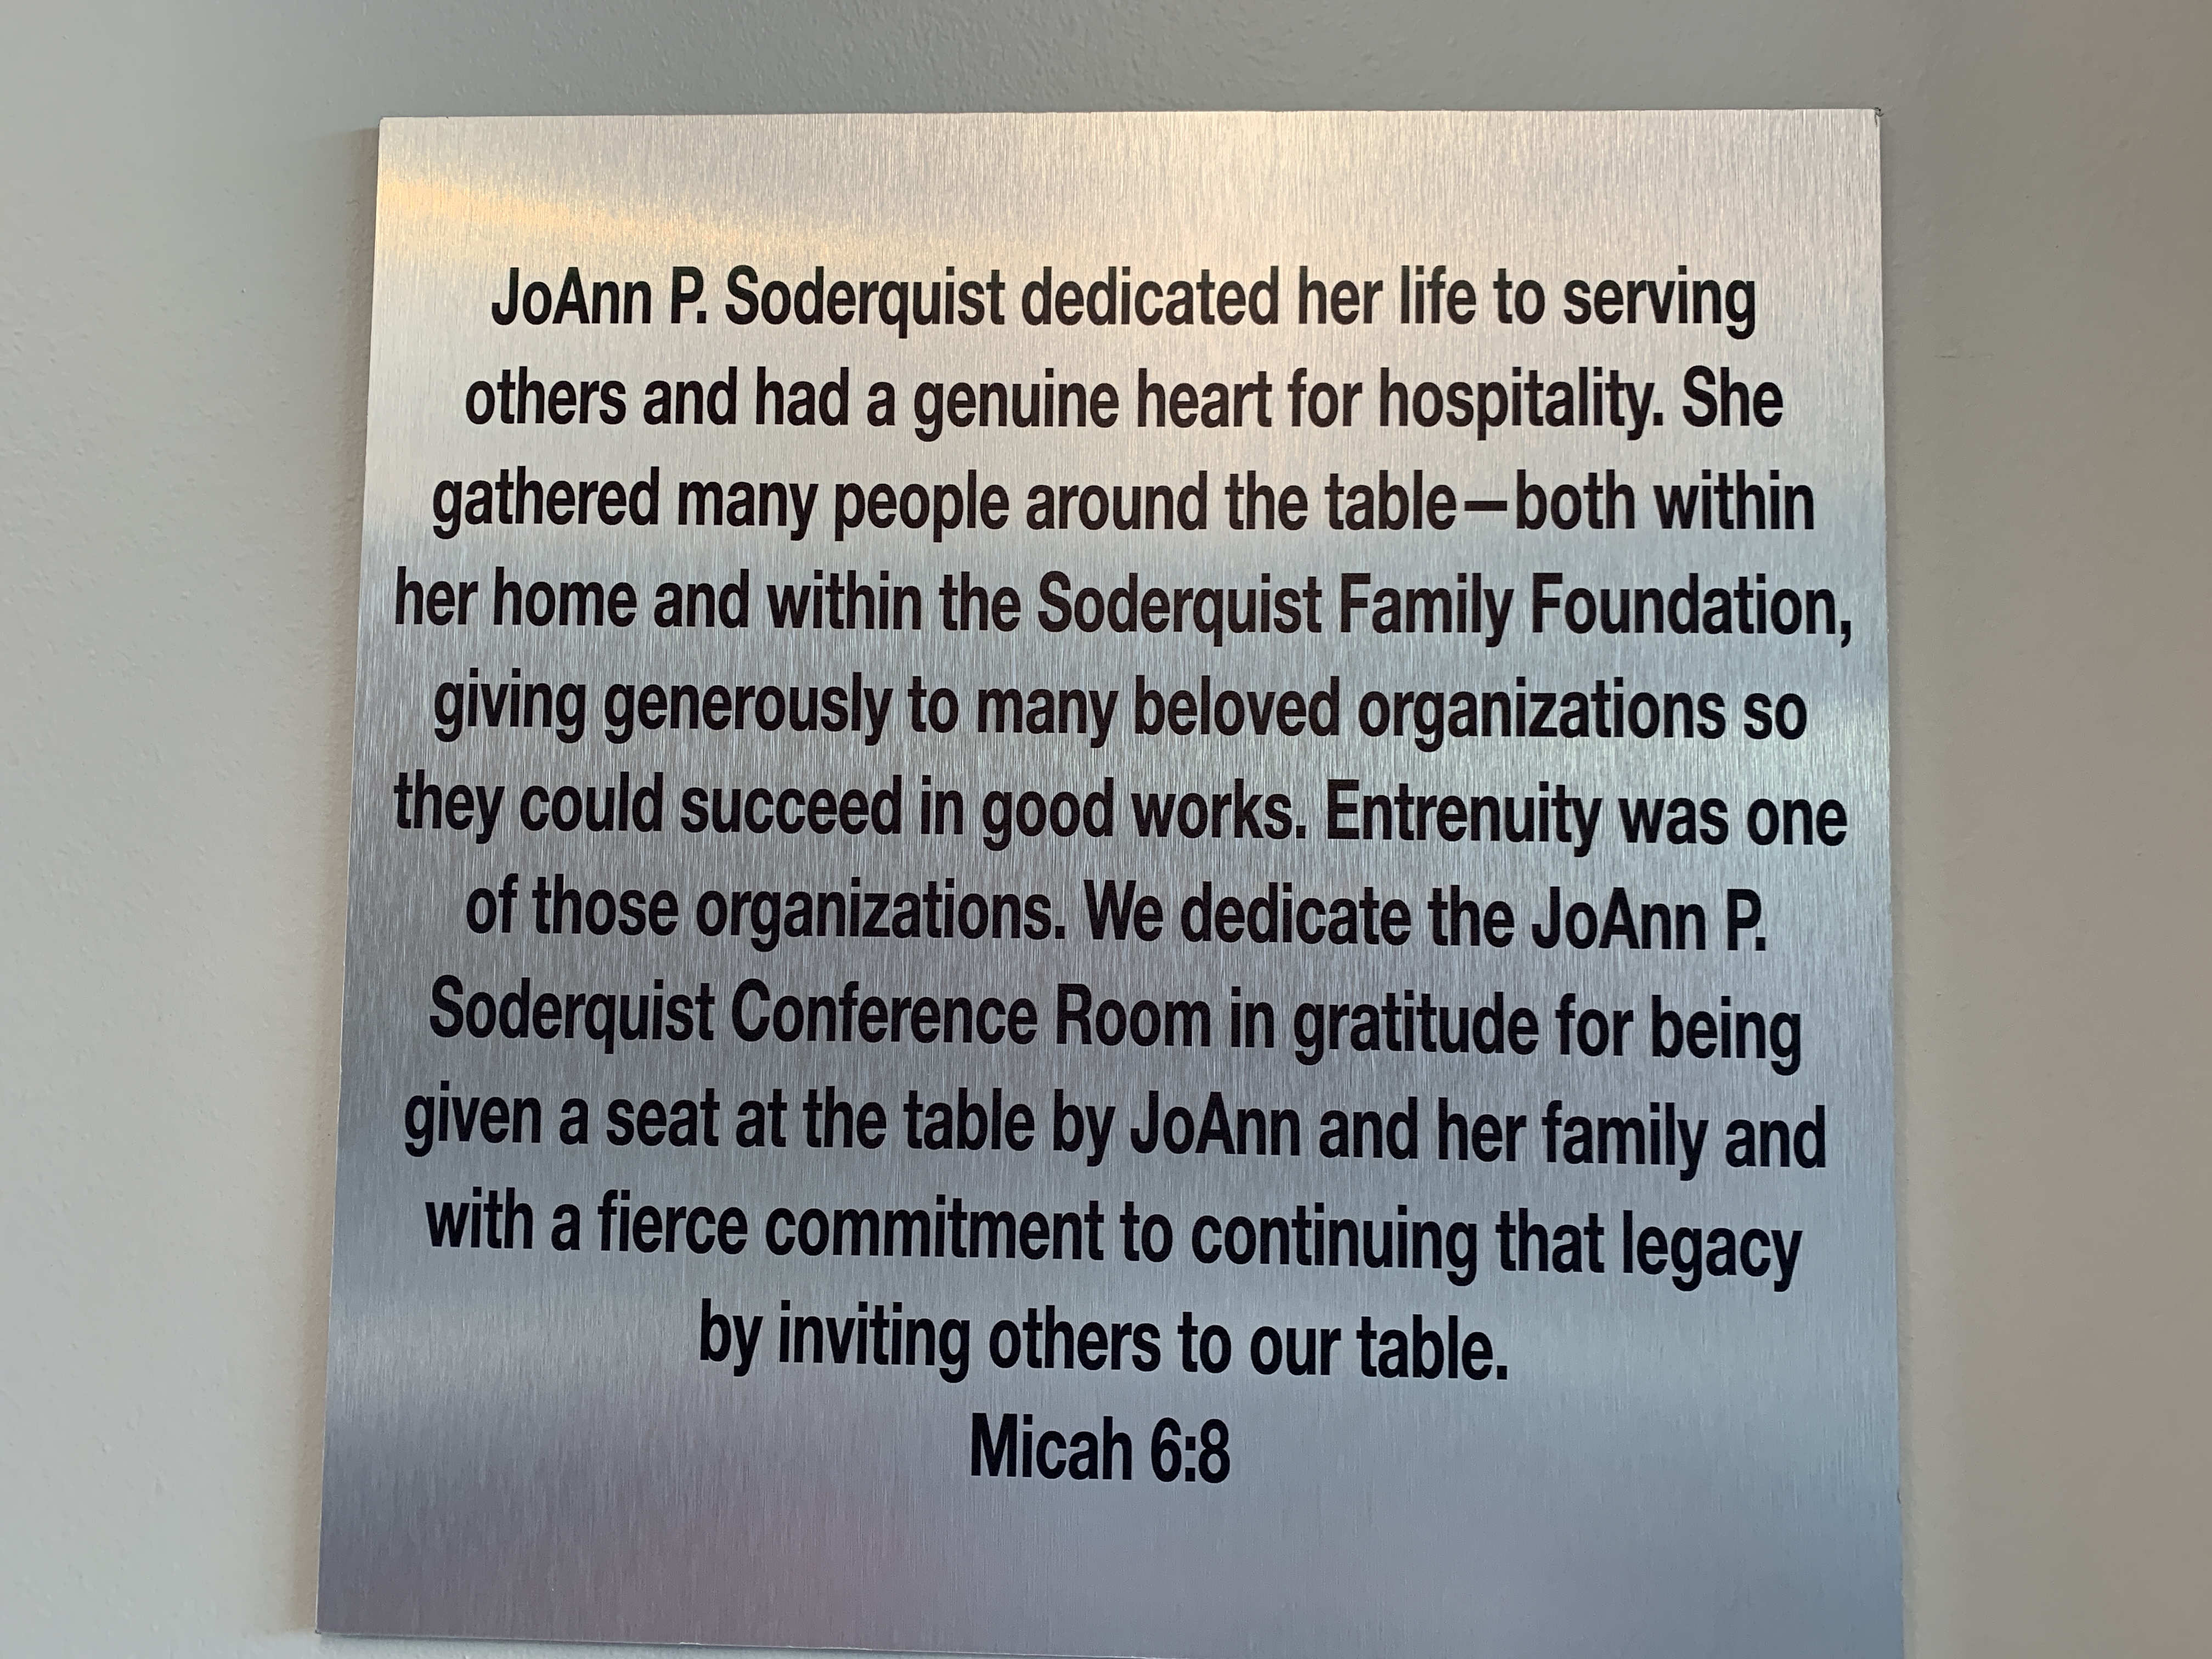 JoAnn P. Soderquist dedicated her life to serving
others and had a genuine heart for hospitality. She
gathered many people around the table—both within
her home and within the Soderquist Family Foundation,
giving generously to many beloved organizations so
they could succeed in good works. Entrenuity was one
of those organizations. We dedicate the JoAnn P.
Soderquist Conference Room in gratitude for being
given a seat at the table by JoAnn and her family and
with a fierce commitment to continuing that legacy
by inviting others to our table.
Micah 6:8